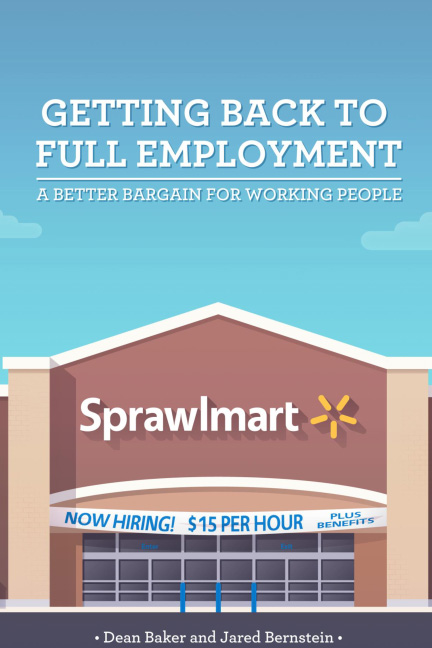 GETTING BACK TO
FULL EMPLOYMENT
A BETTER BARGAIN FOR WORKING PEOPLE
Sprawlmart
NOW HIRING! $15 PER HOUR PLUS
BENEFITS
• Dean Baker and Jared Bernstein •